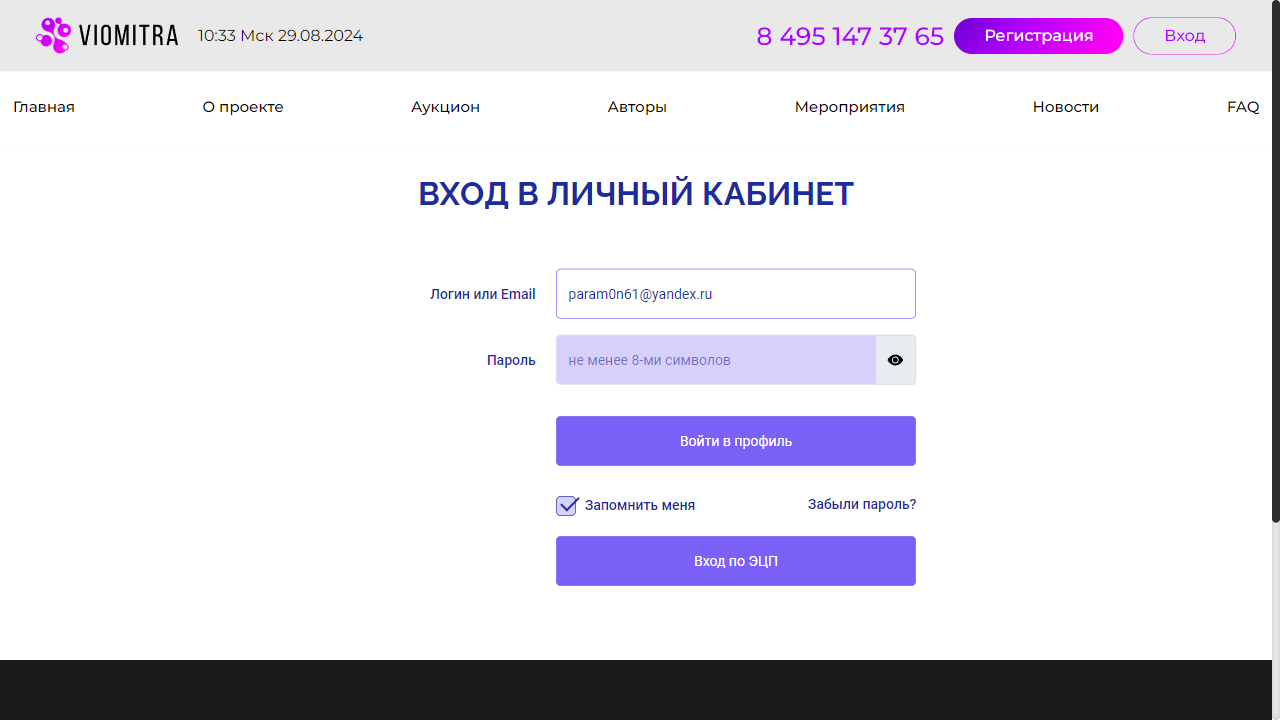 VIOMITRA 10:33 Мск 29.08.2024 8 495 147 37 65 Регистрация Вход
Главная О проекте Аукцион Авторы Мероприятия Новости FAQ
ВХОД В ЛИЧНЫЙ КАБИНЕТ
Логин или Email param0n61@yandex.ru
Пароль не менее 8-ми символов
Войти в профиль
Запомнить меня Забыли пароль?
Вход по ЭЦП